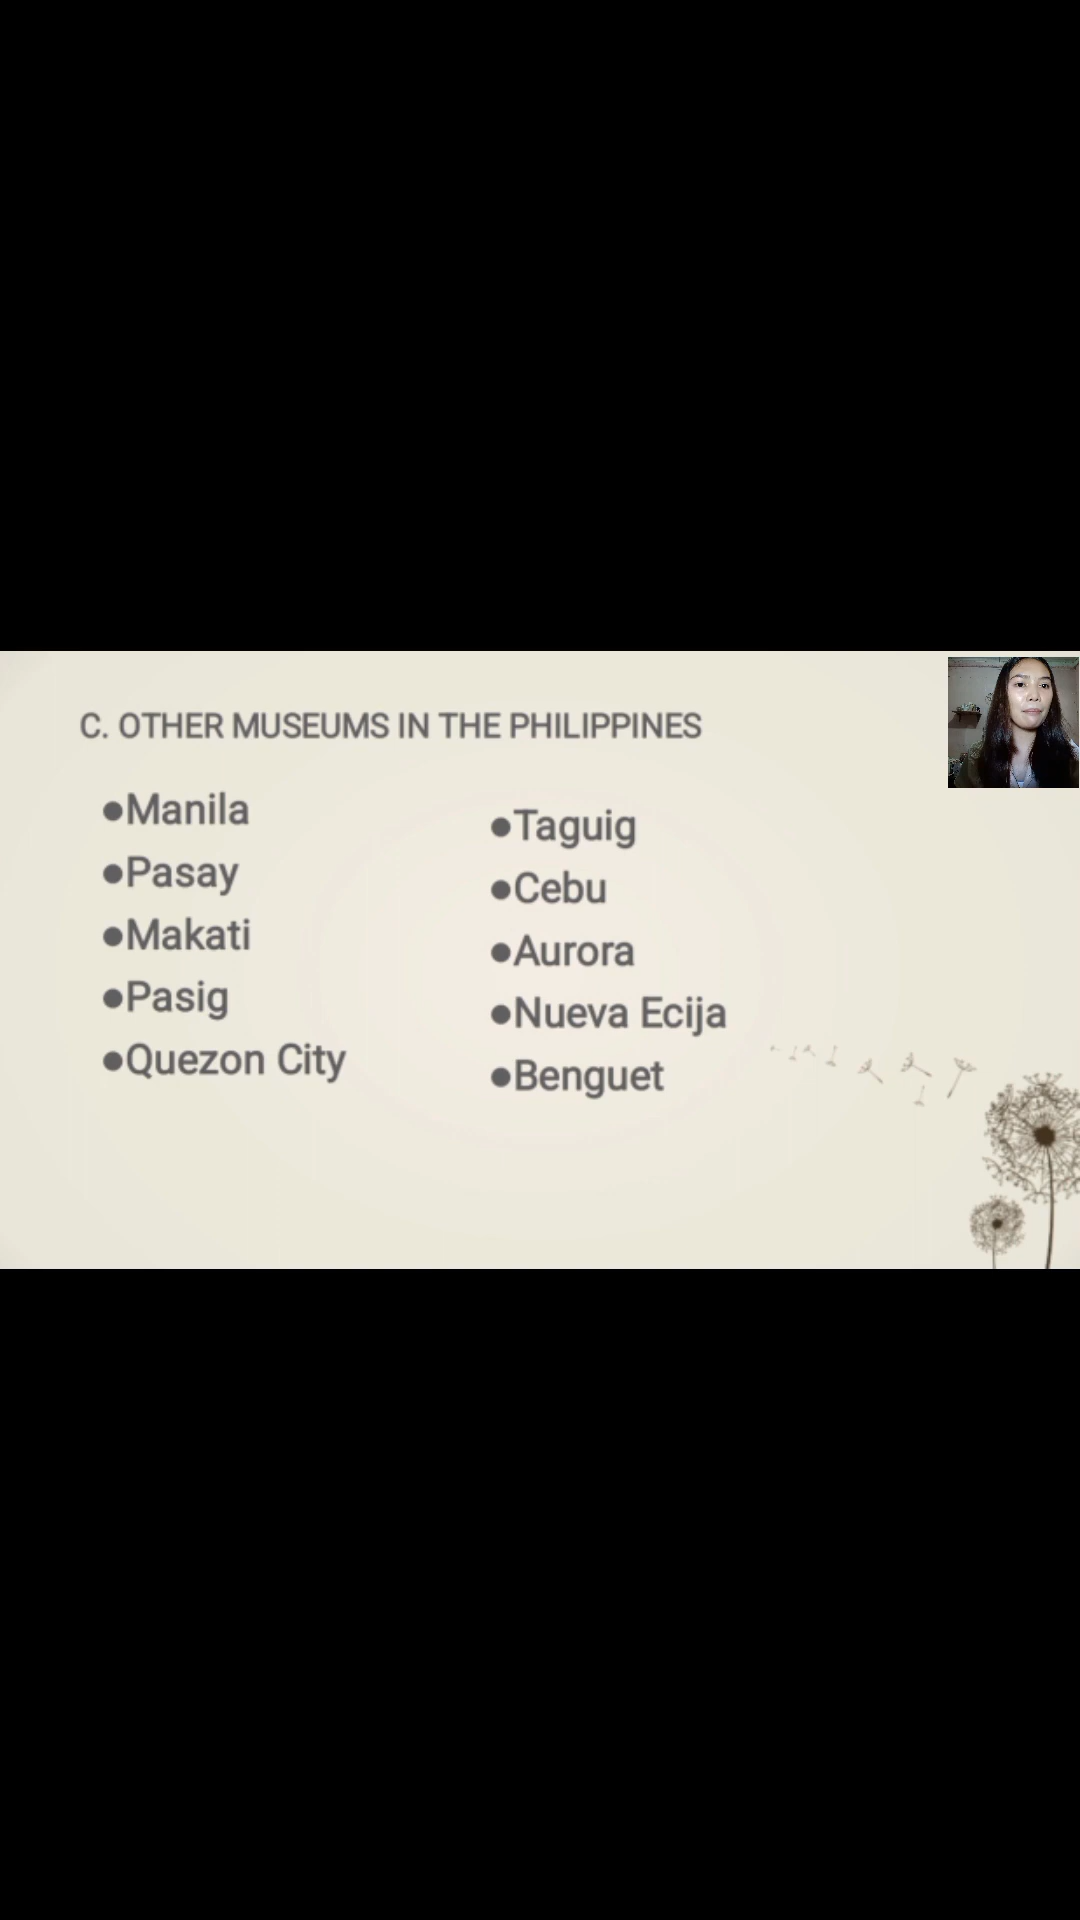 C. OTHER MUSEUMS IN THE PHILIPPINES
●Manila
●Pasay
●Makati
●Pasig
●Quezon City
●Taguig
●Cebu
●Aurora
●Nueva Ecija
●Benguet